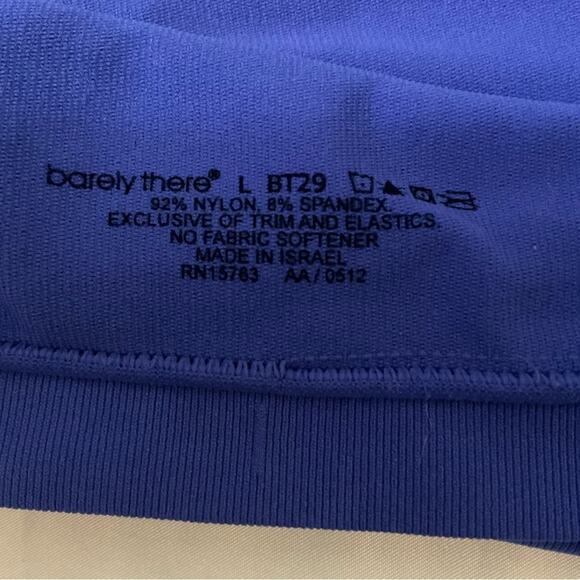 barely there® L BT29
92% NYLON, 8% SPANDEX.
EXCLUSIVE OF TRIM AND ELASTICS.
NO FABRIC SOFTENER
MADE IN ISRAEL
RN15763 AA/0512